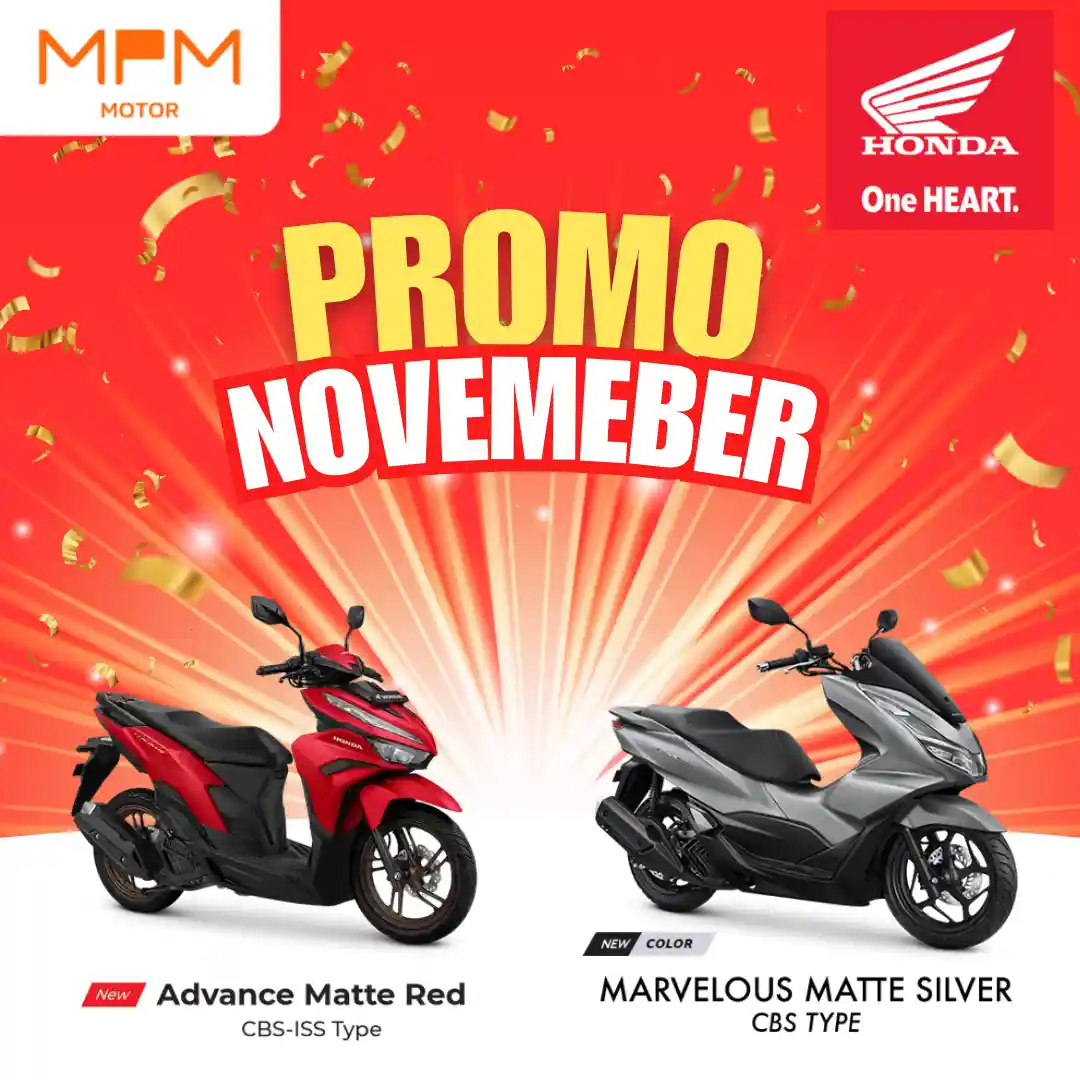 MPM
MOTOR
HONDA
One HEART.
PROMO
NOVEMEBER
HONDA
New Advance Matte Red
CBS-ISS Type
NEW COLOR
MARVELOUS MATTE SILVER
CBS TYPE